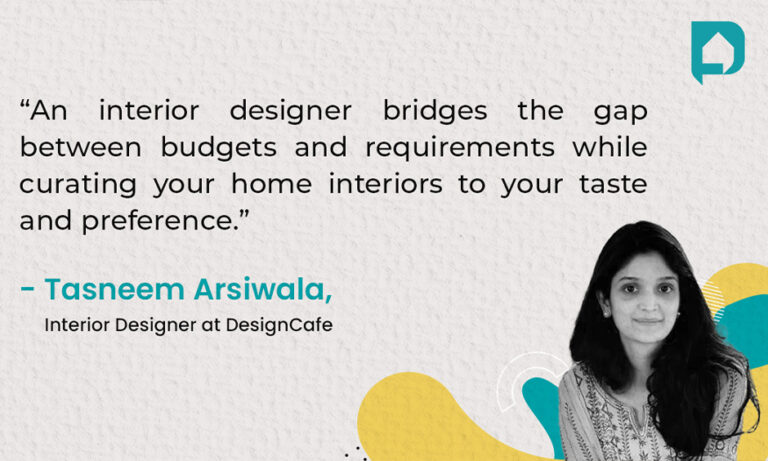 “An interior designer bridges the gap
between budgets and requirements while
curating your home interiors to your taste
and preference.”
- Tasneem Arsiwala,
Interior Designer at DesignCafe